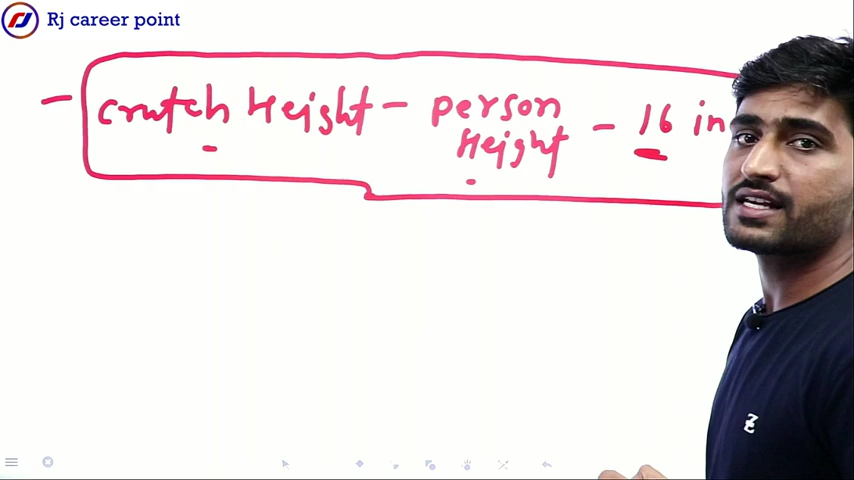 Rj career point
- crutch Height - person
Height - 16 in